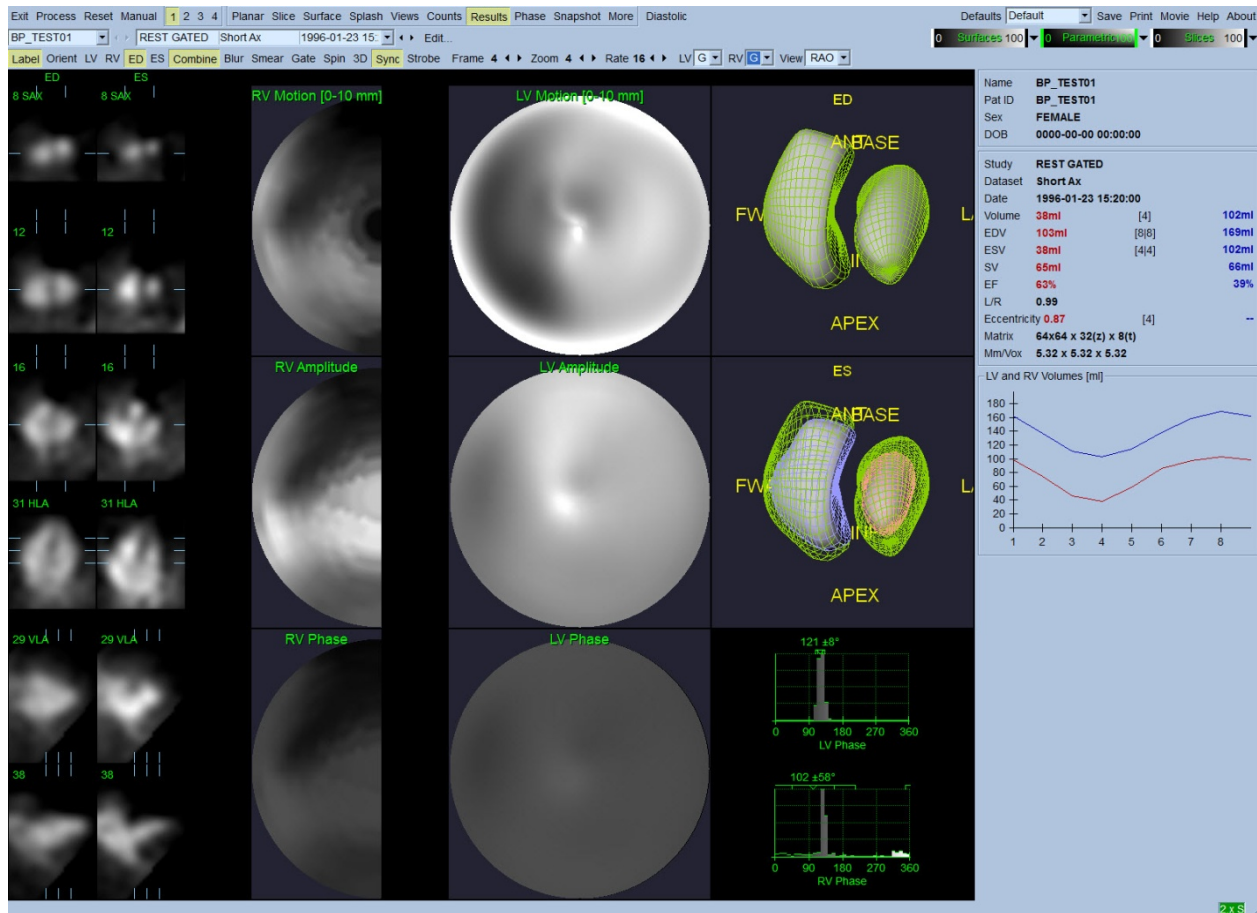 Exit Process Reset Manual 1 2 3 4 Planar Slice Surface Splash Views Counts Results Phase Snapshot More Diastolic Defaults Default Save Print Movie Help About
BP_TEST01 REST GATED Short Ax 1996-01-23 15: Edit... 0 Surfaces 100 0 Parametric 100 0 Slices 100
Label Orient LV RV ED ES Combine Blur Smear Gate Spin 3D Sync Strobe Frame 4 Zoom 4 Rate 16 LV G RV G View RAO
ED ES
8 SAX 8 SAX
12 12
16 16
31 HLA 31 HLA
29 VLA 29 VLA
38 38
RV Motion [0-10 mm] LV Motion [0-10 mm] ED
ANT BASE
FW
APEX
RV Amplitude LV Amplitude ES
ANT BASE
FW
APEX
RV Phase LV Phase
121 ±8°
0 90 180 270 360
LV Phase
102 ±58°
0 90 180 270 360
RV Phase
Name BP_TEST01
Pat ID BP_TEST01
Sex FEMALE
DOB 0000-00-00 00:00:00
Study REST GATED
Dataset Short Ax
Date 1996-01-23 15:20:00
Volume 38ml [4] 102ml
EDV 103ml [8|8] 169ml
ESV 38ml [4|4] 102ml
SV 65ml 66ml
EF 63% 39%
L/R 0.99
Eccentricity 0.87 [4] --
Matrix 64x64 x 32(z) x 8(t)
Mm/Vox 5.32 x 5.32 x 5.32
LV and RV Volumes [ml]
180
160
140
120
100
80
60
40
20
0
1 2 3 4 5 6 7 8
2 x S